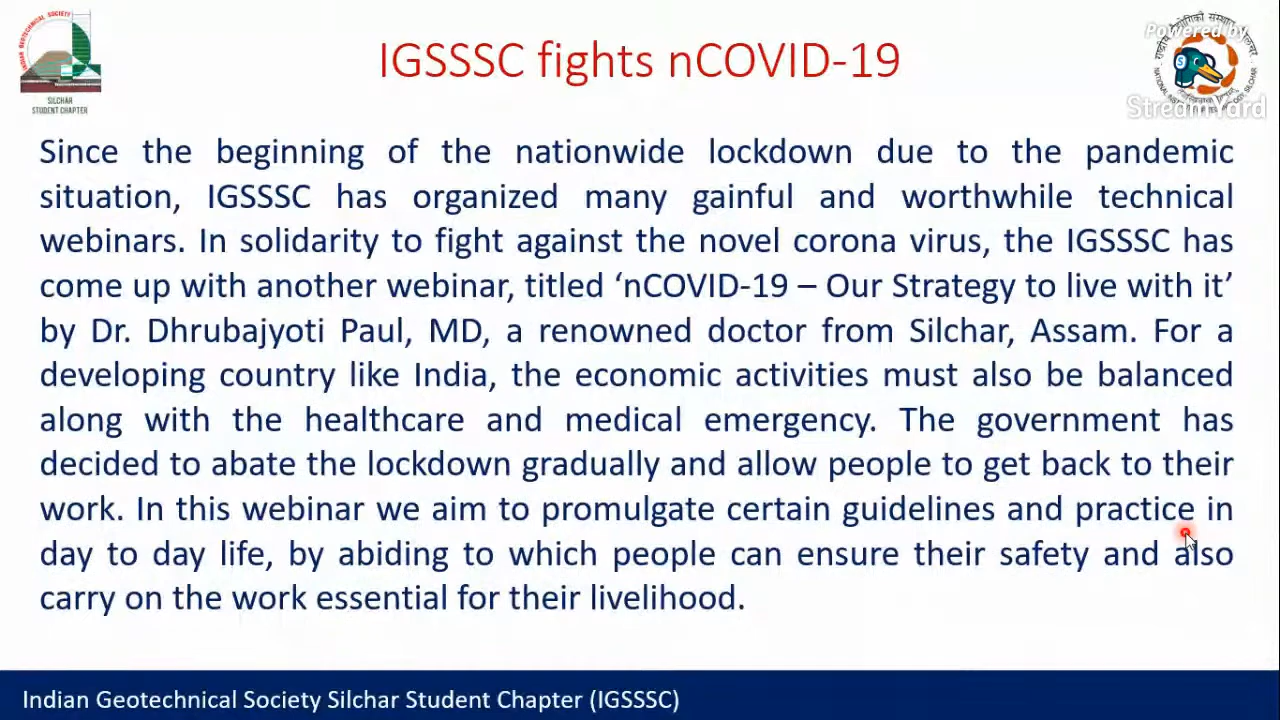 INDIAN GEOTECHNICAL SOCIETY
SILCHAR
STUDENT CHAPTER
IGSSSC fights nCOVID-19
Powered by
StreamYard
Since the beginning of the nationwide lockdown due to the pandemic
situation, IGSSSC has organized many gainful and worthwhile technical
webinars. In solidarity to fight against the novel corona virus, the IGSSSC has
come up with another webinar, titled ‘nCOVID-19 – Our Strategy to live with it’
by Dr. Dhrubajyoti Paul, MD, a renowned doctor from Silchar, Assam. For a
developing country like India, the economic activities must also be balanced
along with the healthcare and medical emergency. The government has
decided to abate the lockdown gradually and allow people to get back to their
work. In this webinar we aim to promulgate certain guidelines and practice in
day to day life, by abiding to which people can ensure their safety and also
carry on the work essential for their livelihood.
Indian Geotechnical Society Silchar Student Chapter (IGSSSC)